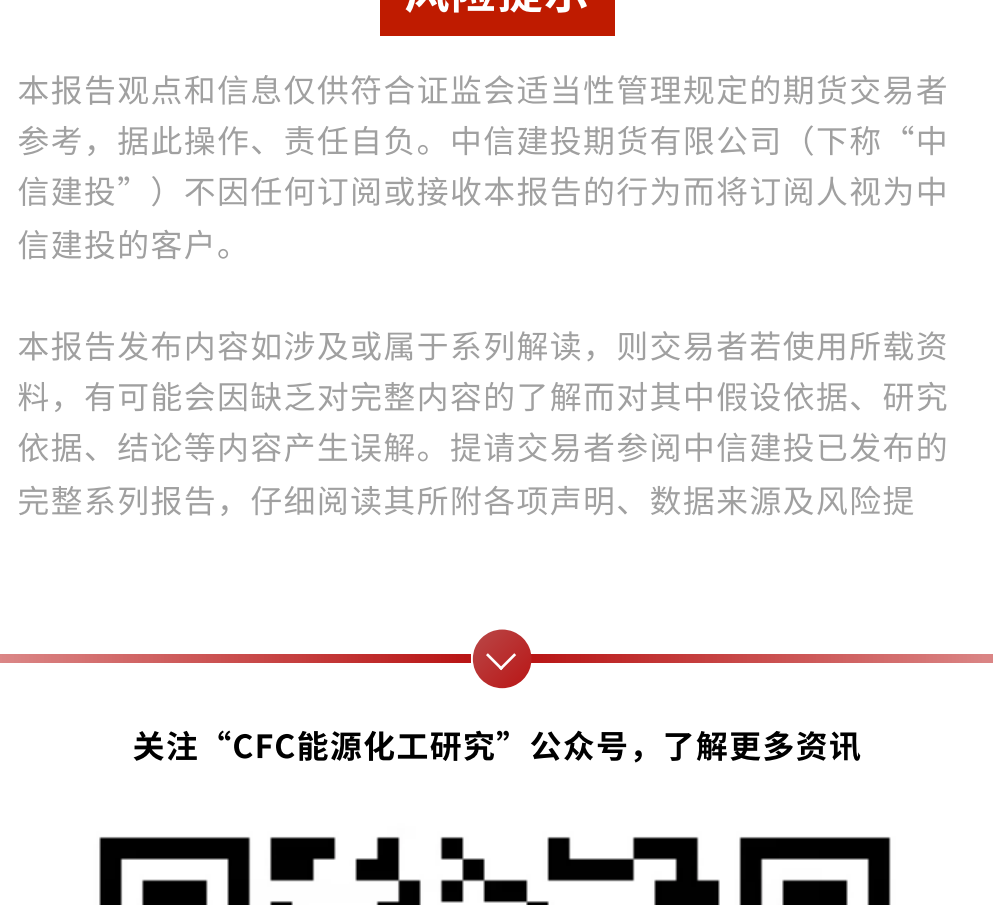 风险提示
本报告观点和信息仅供符合证监会适当性管理规定的期货交易者
参考，据此操作、责任自负。中信建投期货有限公司（下称“中
信建投”）不因任何订阅或接收本报告的行为而将订阅人视为中
信建投的客户。
本报告发布内容如涉及或属于系列解读，则交易者若使用所载资
料，有可能会因缺乏对完整内容的了解而对其中假设依据、研究
依据、结论等内容产生误解。提请交易者参阅中信建投已发布的
完整系列报告，仔细阅读其所附各项声明、数据来源及风险提
关注“CFC能源化工研究”公众号，了解更多资讯